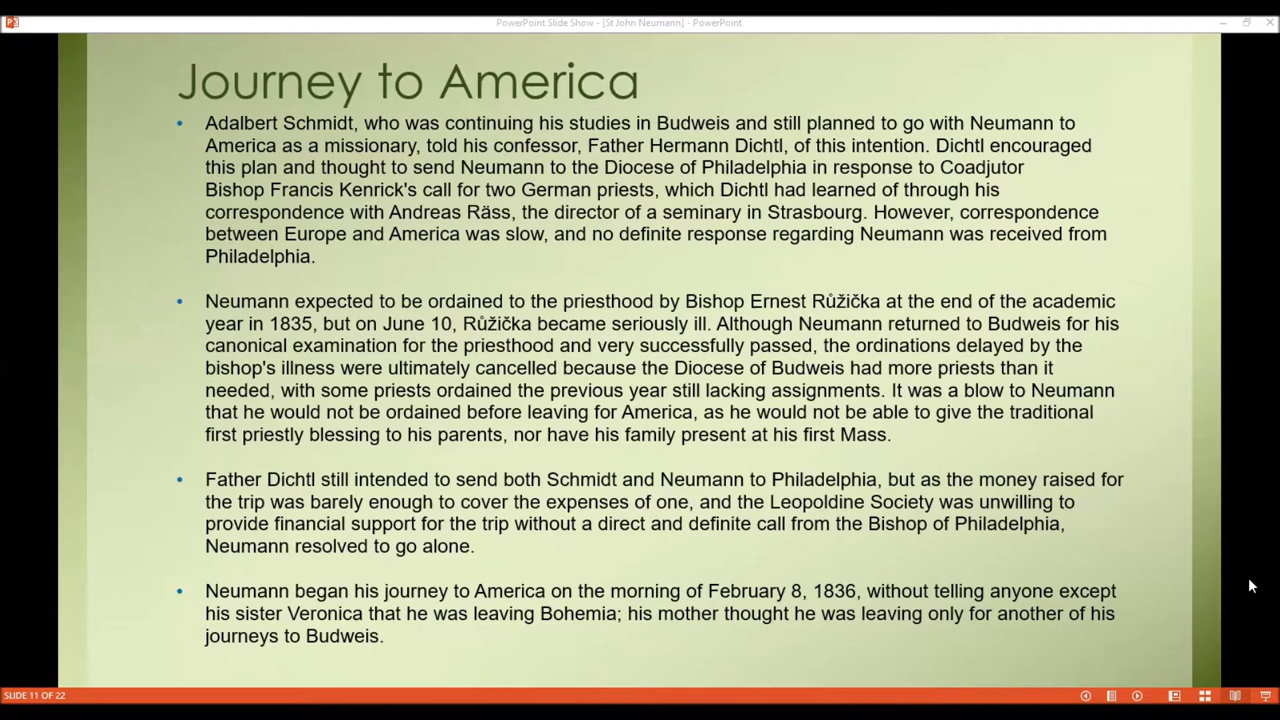 PowerPoint Slide Show - [St John Neumann] - PowerPoint
Journey to America
• Adalbert Schmidt, who was continuing his studies in Budweis and still planned to go with Neumann to
America as a missionary, told his confessor, Father Hermann Dichtl, of this intention. Dichtl encouraged
this plan and thought to send Neumann to the Diocese of Philadelphia in response to Coadjutor
Bishop Francis Kenrick's call for two German priests, which Dichtl had learned of through his
correspondence with Andreas Räss, the director of a seminary in Strasbourg. However, correspondence
between Europe and America was slow, and no definite response regarding Neumann was received from
Philadelphia.
• Neumann expected to be ordained to the priesthood by Bishop Ernest Růžička at the end of the academic
year in 1835, but on June 10, Růžička became seriously ill. Although Neumann returned to Budweis for his
canonical examination for the priesthood and very successfully passed, the ordinations delayed by the
bishop's illness were ultimately cancelled because the Diocese of Budweis had more priests than it
needed, with some priests ordained the previous year still lacking assignments. It was a blow to Neumann
that he would not be ordained before leaving for America, as he would not be able to give the traditional
first priestly blessing to his parents, nor have his family present at his first Mass.
• Father Dichtl still intended to send both Schmidt and Neumann to Philadelphia, but as the money raised for
the trip was barely enough to cover the expenses of one, and the Leopoldine Society was unwilling to
provide financial support for the trip without a direct and definite call from the Bishop of Philadelphia,
Neumann resolved to go alone.
• Neumann began his journey to America on the morning of February 8, 1836, without telling anyone except
his sister Veronica that he was leaving Bohemia; his mother thought he was leaving only for another of his
journeys to Budweis.
SLIDE 11 OF 22